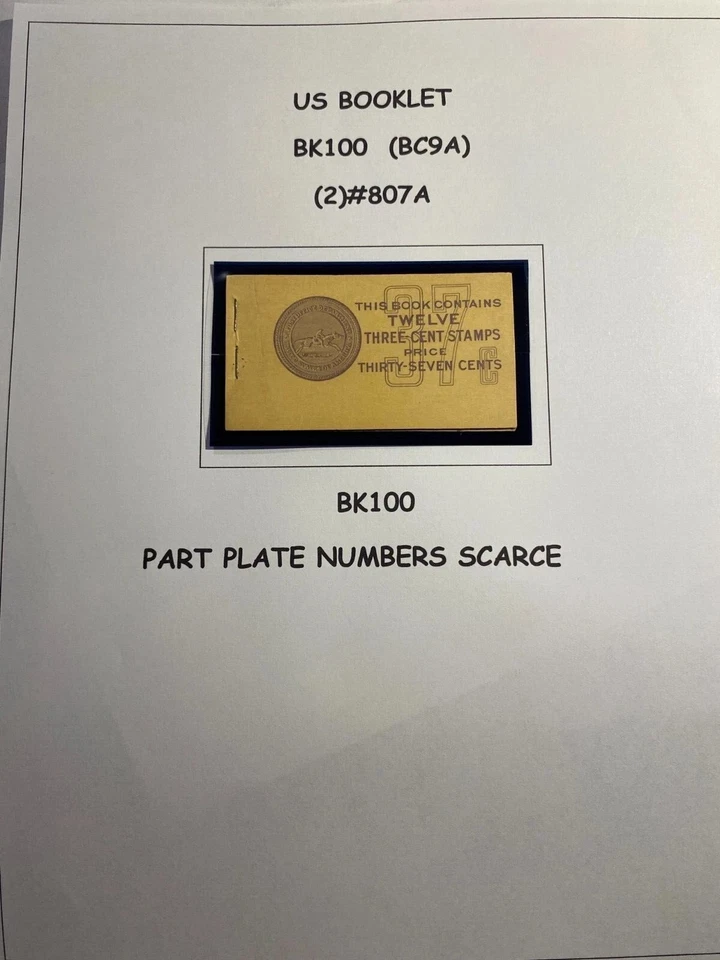 US BOOKLET
BK100 (BC9A)
(2)#807A
37c
THIS BOOK CONTAINS
TWELVE
THREE-CENT STAMPS
PRICE
THIRTY-SEVEN CENTS
BK100
PART PLATE NUMBERS SCARCE